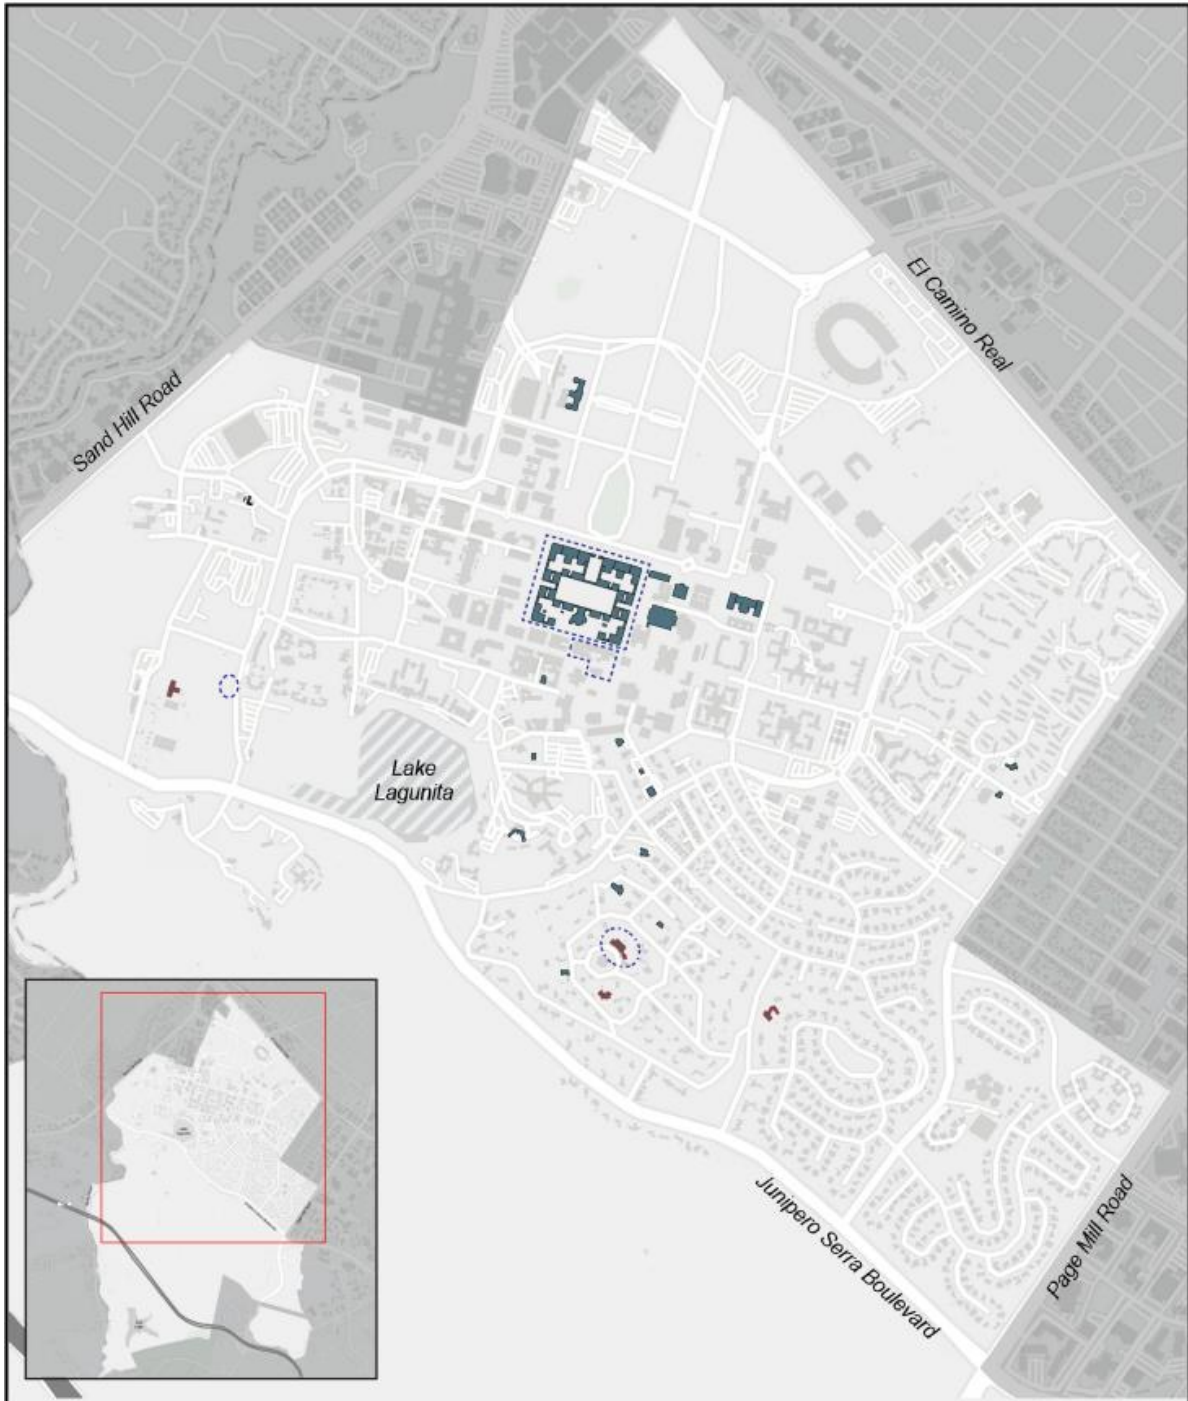 El Camino Real
Sand Hill Road
Lake
Lagunita
Junipero Serra Boulevard
Page Mill Road